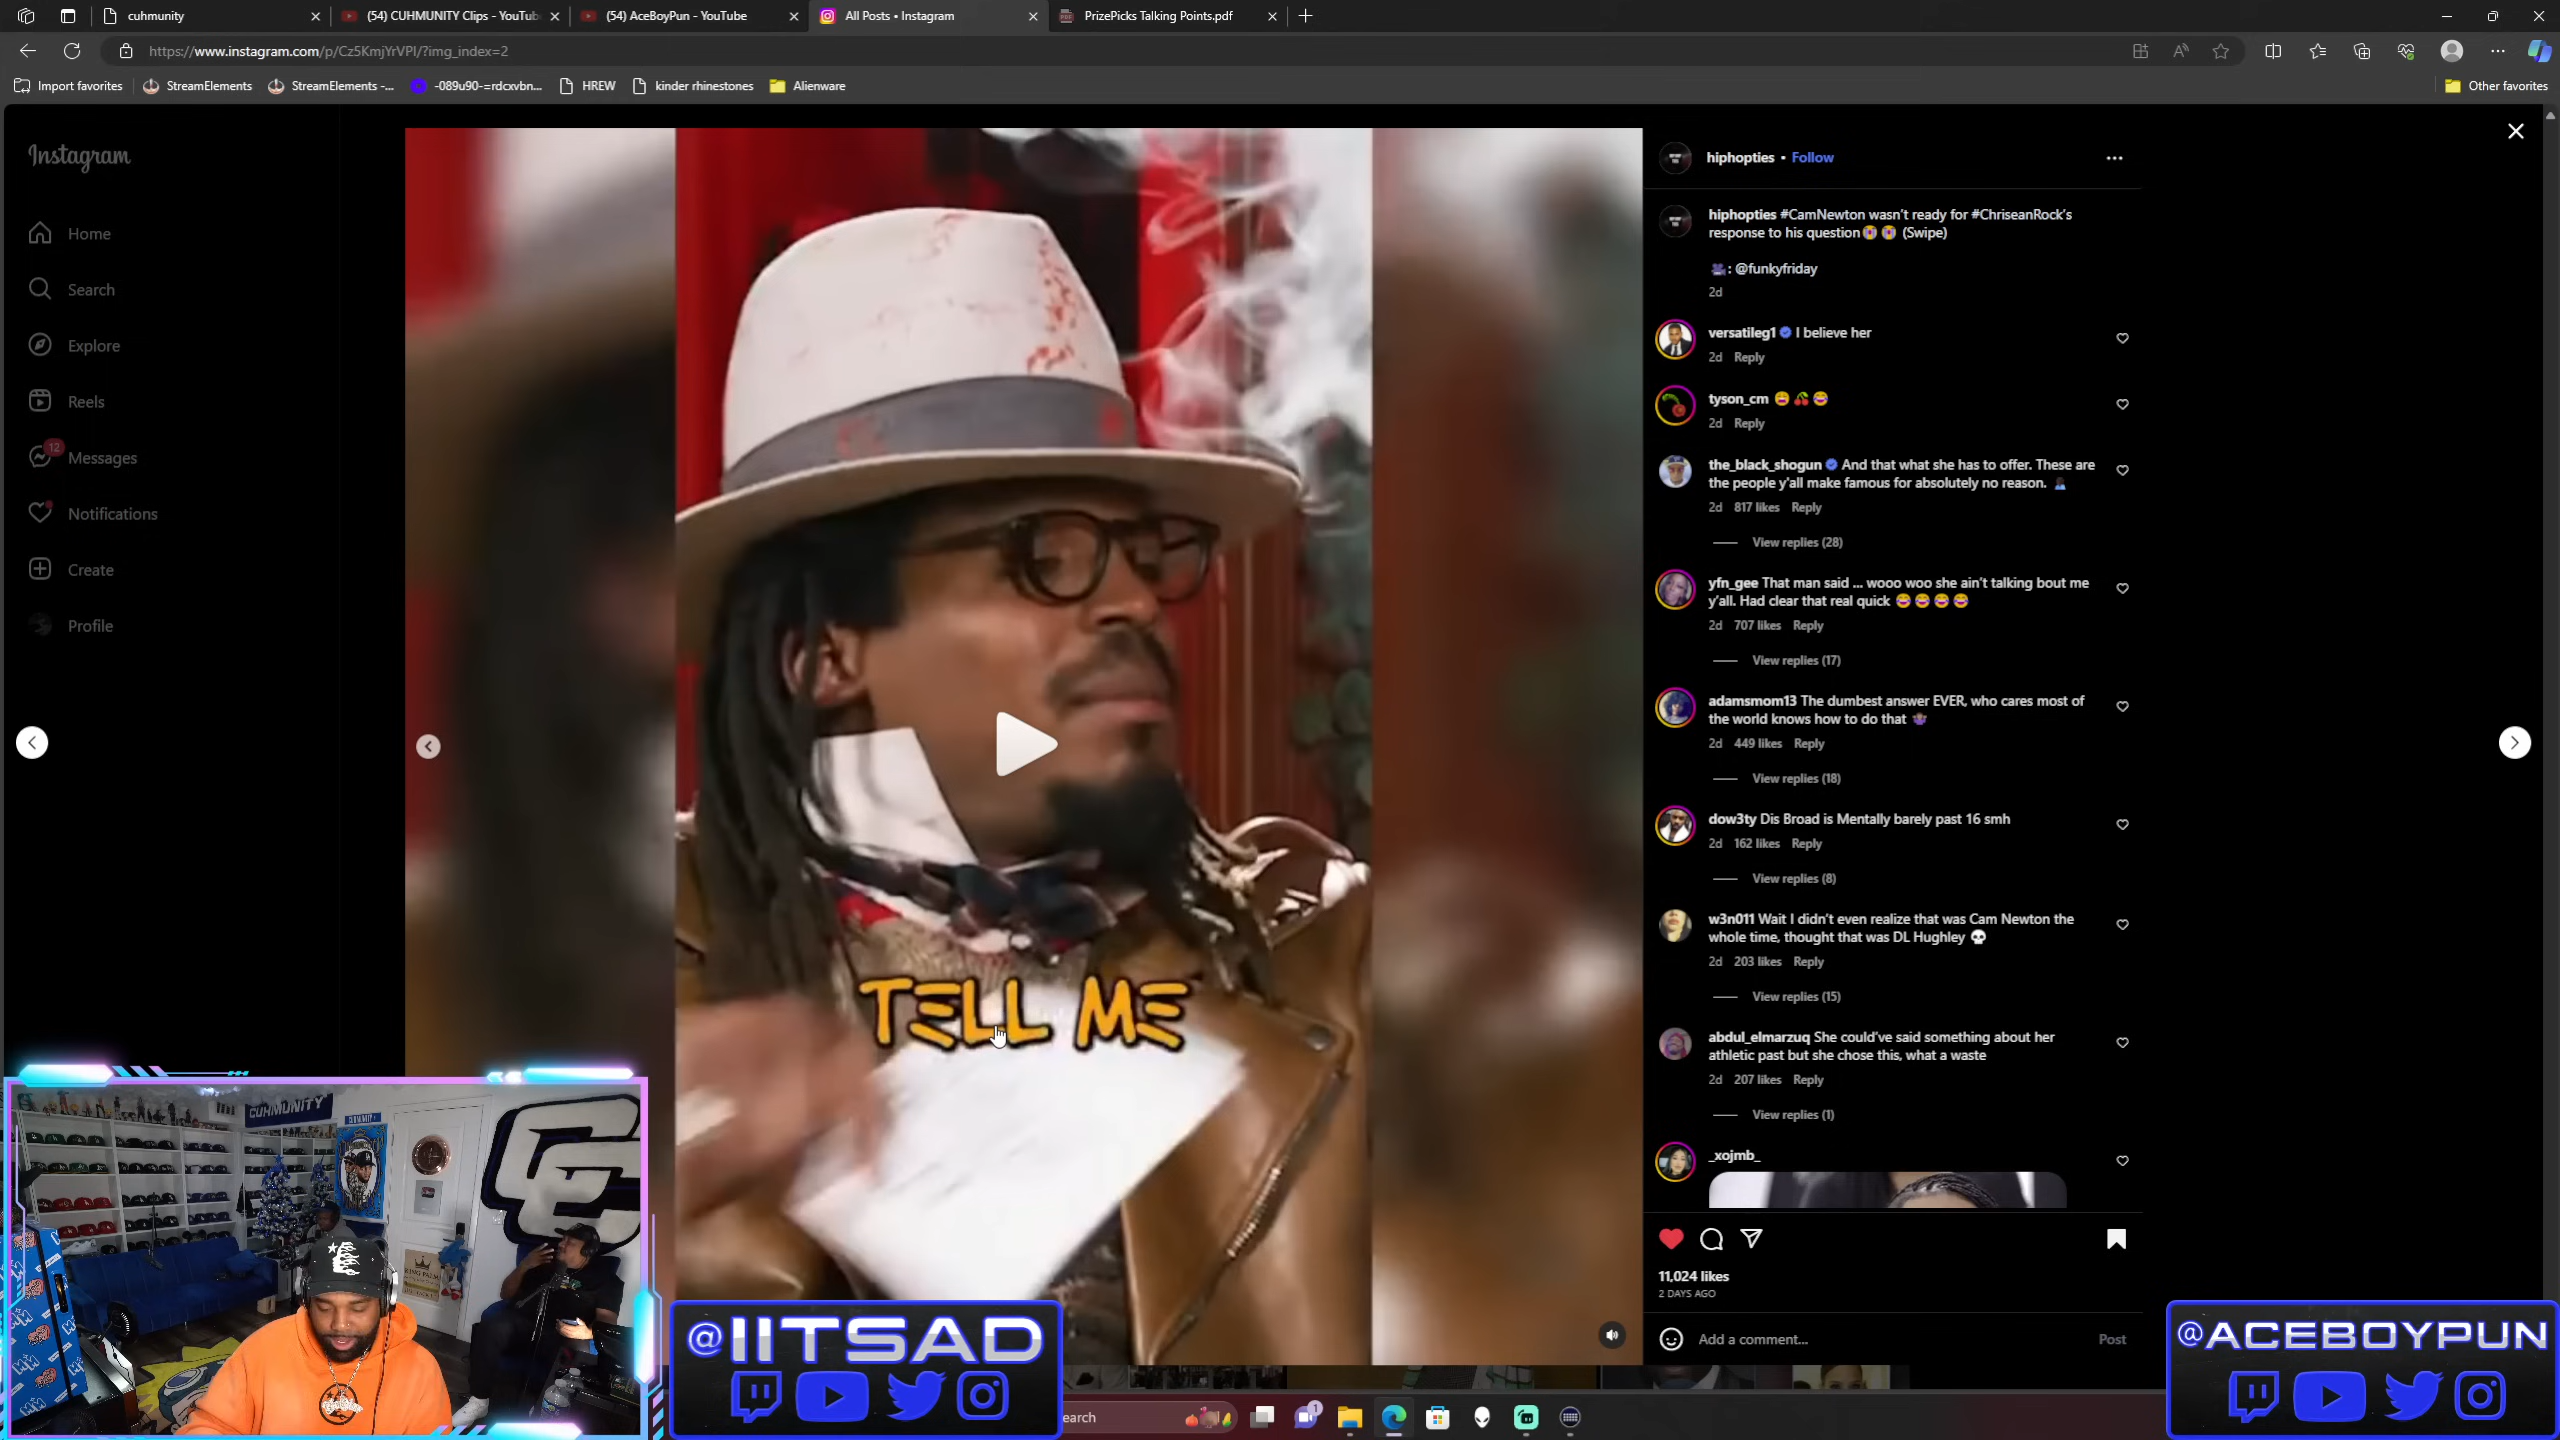 cuhmunity
(54) CUHMUNITY Clips - YouTub
(54) AceBoyPun - YouTube
All Posts • Instagram
PrizePicks Talking Points.pdf
https://www.instagram.com/p/Cz5KmjYrVPI/?img_index=2
Import favorites
StreamElements
StreamElements -...
-089u90-=rdcxvbn...
HREW
kinder rhinestones
Alienware
Other favorites
Instagram
Home
Search
Explore
Reels
12
Messages
Notifications
Create
Profile
TELL ME
hiphopties • Follow
hiphopties #CamNewton wasn't ready for #ChriseanRock's
response to his question😭😭 (Swipe)
🎥: @funkyfriday
2d
versatileg1 I believe her
2d Reply
tyson_cm 😩🍒😂
2d Reply
the_black_shogun And that what she has to offer. These are
the people y'all make famous for absolutely no reason.
2d 817 likes Reply
View replies (28)
yfn_gee That man said ... wooo woo she ain't talking bout me
y'all. Had clear that real quick 😂😂😂😂
2d 707 likes Reply
View replies (17)
adamsmom13 The dumbest answer EVER, who cares most of
the world knows how to do that
2d 449 likes Reply
View replies (18)
dow3ty Dis Broad is Mentally barely past 16 smh
2d 162 likes Reply
View replies (8)
w3n011 Wait I didn't even realize that was Cam Newton the
whole time, thought that was DL Hughley 💀
2d 203 likes Reply
View replies (15)
abdul_elmarzuq She could've said something about her
athletic past but she chose this, what a waste
2d 207 likes Reply
View replies (1)
_xojmb_
11,024 likes
2 DAYS AGO
Add a comment...
Post
CUHMUNITY
CUHMUNITY
CC
KING PALM
@IITSAD
@ACEBOYPUN
earch
1